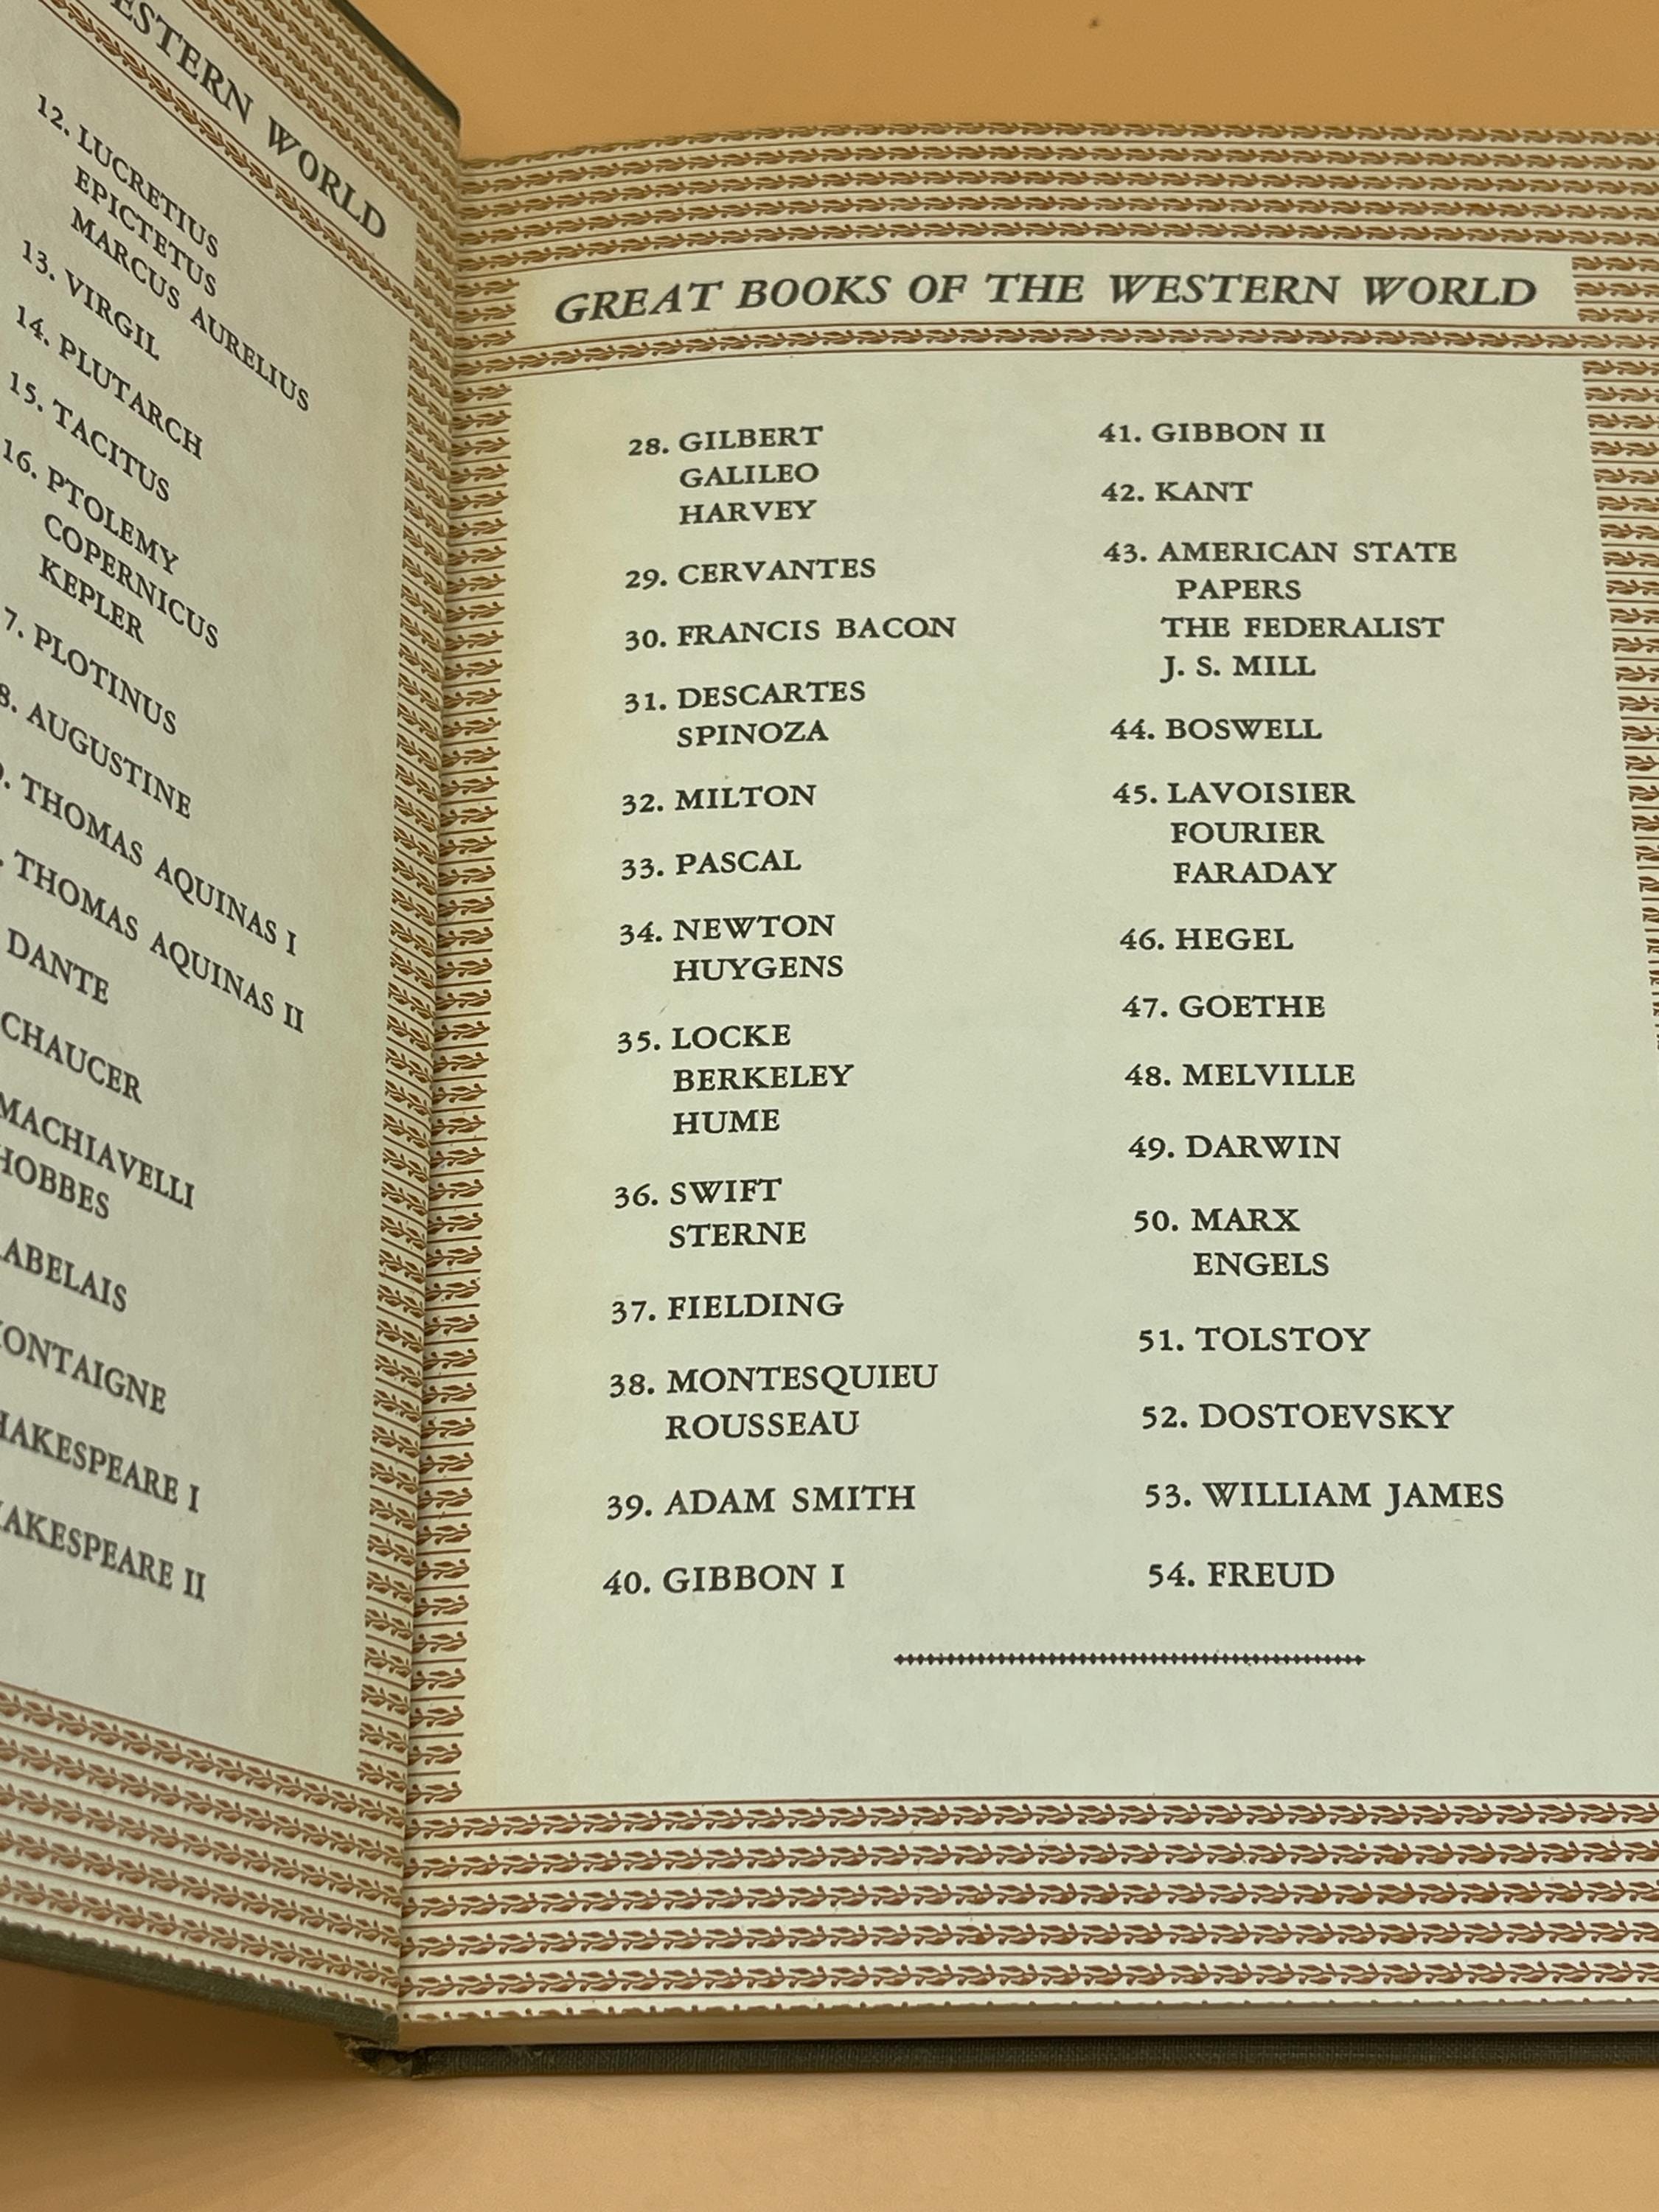 WESTERN WORLD
12. LUCRETIUS
EPICTETUS
MARCUS AURELIUS
13. VIRGIL
14. PLUTARCH
15. TACITUS
16. PTOLEMY
COPERNICUS
KEPLER
7. PLOTINUS
8. AUGUSTINE
THOMAS AQUINAS I
THOMAS AQUINAS II
DANTE
CHAUCER
MACHIAVELLI
HOBBES
ABELAIS
ONTAIGNE
HAKESPEARE I
HAKESPEARE II
GREAT BOOKS OF THE WESTERN WORLD
28. GILBERT
GALILEO
HARVEY
29. CERVANTES
30. FRANCIS BACON
31. DESCARTES
SPINOZA
32. MILTON
33. PASCAL
34. NEWTON
HUYGENS
35. LOCKE
BERKELEY
HUME
36. SWIFT
STERNE
37. FIELDING
38. MONTESQUIEU
ROUSSEAU
39. ADAM SMITH
40. GIBBON I
41. GIBBON II
42. KANT
43. AMERICAN STATE
PAPERS
THE FEDERALIST
J. S. MILL
44. BOSWELL
45. LAVOISIER
FOURIER
FARADAY
46. HEGEL
47. GOETHE
48. MELVILLE
49. DARWIN
50. MARX
ENGELS
51. TOLSTOY
52. DOSTOEVSKY
53. WILLIAM JAMES
54. FREUD